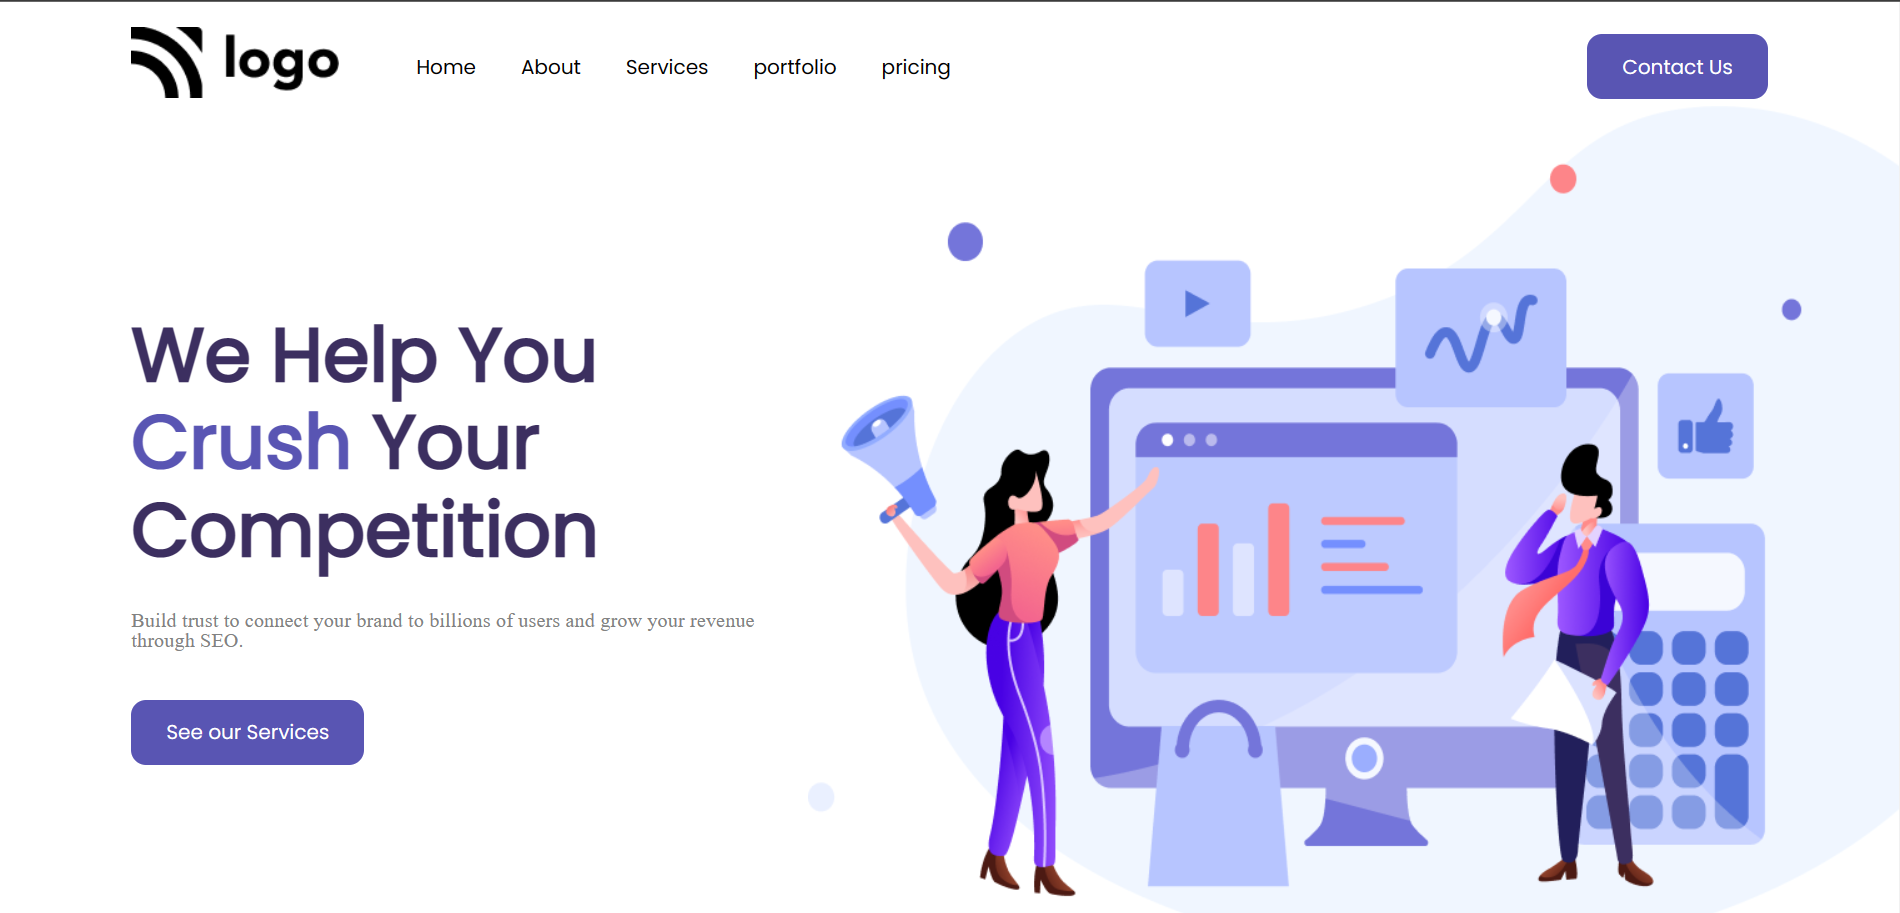 logo Home About Services portfolio pricing Contact Us
We Help You
Crush Your
Competition
Build trust to connect your brand to billions of users and grow your revenue
through SEO.
See our Services